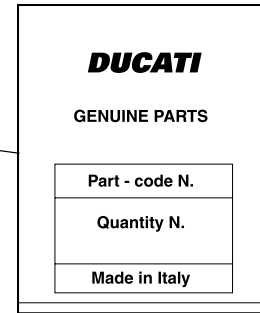 DUCATI
GENUINE PARTS
Part - code N.
Quantity N.
Made in Italy